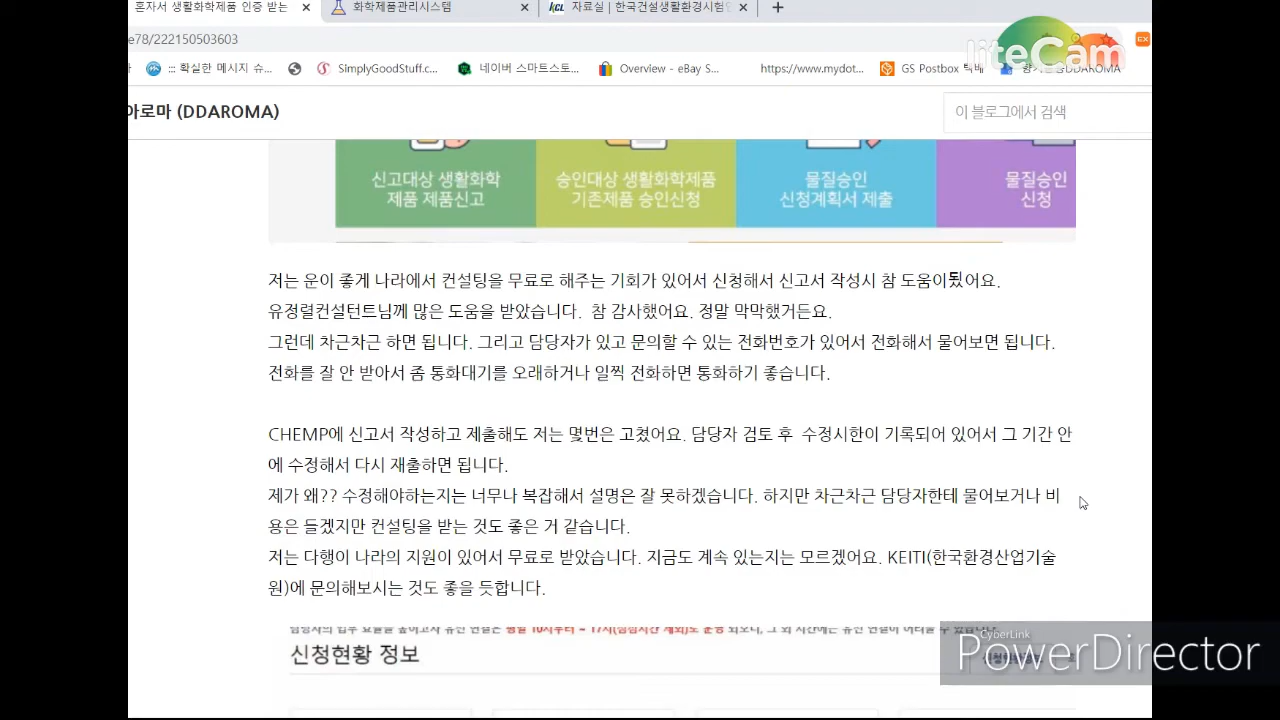 혼자서 생활화학제품 인증 받는
화학제품관리시스템
KCL 자료실 | 한국건설생활환경시험
e78/222150503603
liteCam
EX
::: 확실한 메시지 슈...
SimplyGoodStuff.c...
네이버 스마트스토...
Overview - eBay S...
https://www.mydot...
GS Postbox 택배
아로마 (DDAROMA)
이 블로그에서 검색
신고대상 생활화학
제품 제품신고
승인대상 생활화학제품
기존제품 승인신청
물질승인
신청계획서 제출
물질승인
신청
저는 운이 좋게 나라에서 컨설팅을 무료로 해주는 기회가 있어서 신청해서 신고서 작성시 참 도움이됬어요.
유정렬컨설턴트님께 많은 도움을 받았습니다.  참 감사했어요. 정말 막막했거든요.
그런데 차근차근 하면 됩니다. 그리고 담당자가 있고 문의할 수 있는 전화번호가 있어서 전화해서 물어보면 됩니다.
전화를 잘 안 받아서 좀 통화대기를 오래하거나 일찍 전화하면 통화하기 좋습니다.
CHEMP에 신고서 작성하고 제출해도 저는 몇번은 고쳤어요. 담당자 검토 후  수정시한이 기록되어 있어서 그 기간 안
에 수정해서 다시 재출하면 됩니다.
제가 왜?? 수정해야하는지는 너무나 복잡해서 설명은 잘 못하겠습니다. 하지만 차근차근 담당자한테 물어보거나 비
용은 들겠지만 컨설팅을 받는 것도 좋은 거 같습니다.
저는 다행이 나라의 지원이 있어서 무료로 받았습니다. 지금도 계속 있는지는 모르겠어요. KEITI(한국환경산업기술
원)에 문의해보시는 것도 좋을 듯합니다.
신청현황 정보
CyberLink
PowerDirector